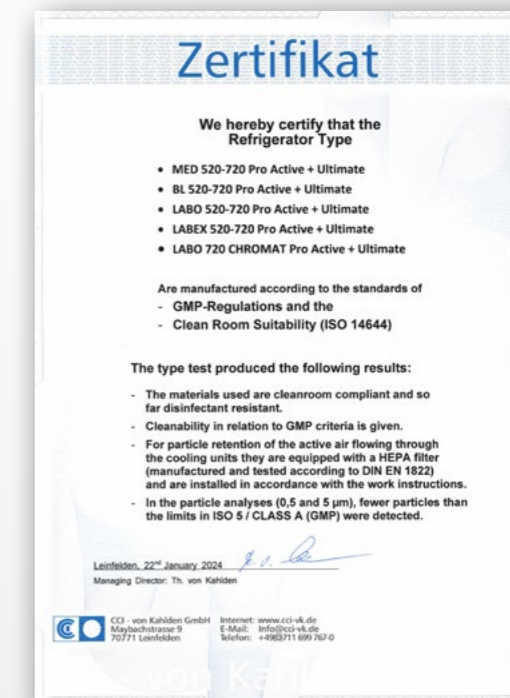 Zertifikat
We hereby certify that the
Refrigerator Type
• MED 520-720 Pro Active + Ultimate
• BL 520-720 Pro Active + Ultimate
• LABO 520-720 Pro Active + Ultimate
• LABEX 520-720 Pro Active + Ultimate
• LABO 720 CHROMAT Pro Active + Ultimate
Are manufactured according to the standards of
- GMP-Regulations and the
- Clean Room Suitability (ISO 14644)
The type test produced the following results:
- The materials used are cleanroom compliant and so
far disinfectant resistant.
- Cleanability in relation to GMP criteria is given.
- For particle retention of the active air flowing through
the cooling units they are equipped with a HEPA filter
(manufactured and tested according to DIN EN 1822)
and are installed in accordance with the work instructions.
- In the particle analyses (0,5 and 5 µm), fewer particles than
the limits in ISO 5 / CLASS A (GMP) were detected.
Leinfelden, 22nd January 2024
Managing Director: Th. von Kahlden
CCI - von Kahlden GmbH
Maybachstrasse 9
70771 Leinfelden
Internet: www.cci-vk.de
E-Mail: Info@cci-vk.de
Telefon: +49(0)711 699 767-0
von